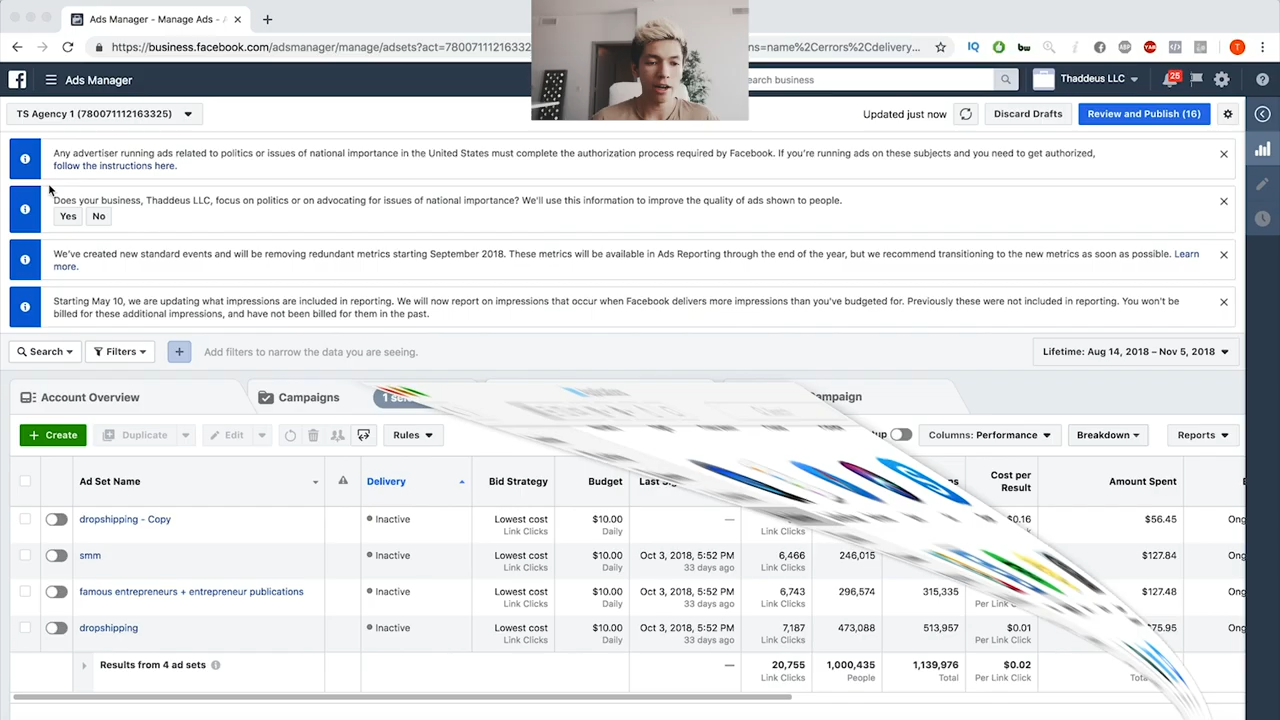 Ads Manager - Manage Ads - A
https://business.facebook.com/adsmanager/manage/adsets?act=78007111216332
ns=name%2Cerrors%2Cdelivery...
Ads Manager
earch business
Thaddeus LLC
25
TS Agency 1 (780071112163325)
Updated just now
Discard Drafts
Review and Publish (16)
Any advertiser running ads related to politics or issues of national importance in the United States must complete the authorization process required by Facebook. If you're running ads on these subjects and you need to get authorized,
follow the instructions here.
Does your business, Thaddeus LLC, focus on politics or on advocating for issues of national importance? We'll use this information to improve the quality of ads shown to people.
Yes No
We've created new standard events and will be removing redundant metrics starting September 2018. These metrics will be available in Ads Reporting through the end of the year, but we recommend transitioning to the new metrics as soon as possible. Learn
more.
Starting May 10, we are updating what impressions are included in reporting. We will now report on impressions that occur when Facebook delivers more impressions than you've budgeted for. Previously these were not included in reporting. You won't be
billed for these additional impressions, and have not been billed for them in the past.
Search
Filters
Add filters to narrow the data you are seeing.
Lifetime: Aug 14, 2018 – Nov 5, 2018
Account Overview
Campaigns
Campaign
Create
Duplicate
Edit
Rules
Columns: Performance
Breakdown
Reports
Ad Set Name
Delivery
Bid Strategy
Budget
Cost per
Result
Amount Spent
dropshipping - Copy
Inactive
Lowest cost
Link Clicks
$10.00
Daily
—
Link Clicks
$0.16
$56.45
Ong
smm
Inactive
Lowest cost
Link Clicks
$10.00
Daily
Oct 3, 2018, 5:52 PM
33 days ago
6,466
Link Clicks
246,015
$127.84
Ong
famous entrepreneurs + entrepreneur publications
Inactive
Lowest cost
Link Clicks
$10.00
Daily
Oct 3, 2018, 5:52 PM
33 days ago
6,743
Link Clicks
296,574
315,335
Per Link C
$127.48
Ong
dropshipping
Inactive
Lowest cost
Link Clicks
$10.00
Daily
Oct 3, 2018, 5:52 PM
33 days ago
7,187
Link Clicks
473,088
513,957
$0.01
Per Link Click
75.95
Ong
Results from 4 ad sets
—
20,755
Link Clicks
1,000,435
People
1,139,976
Total
$0.02
Per Link Click